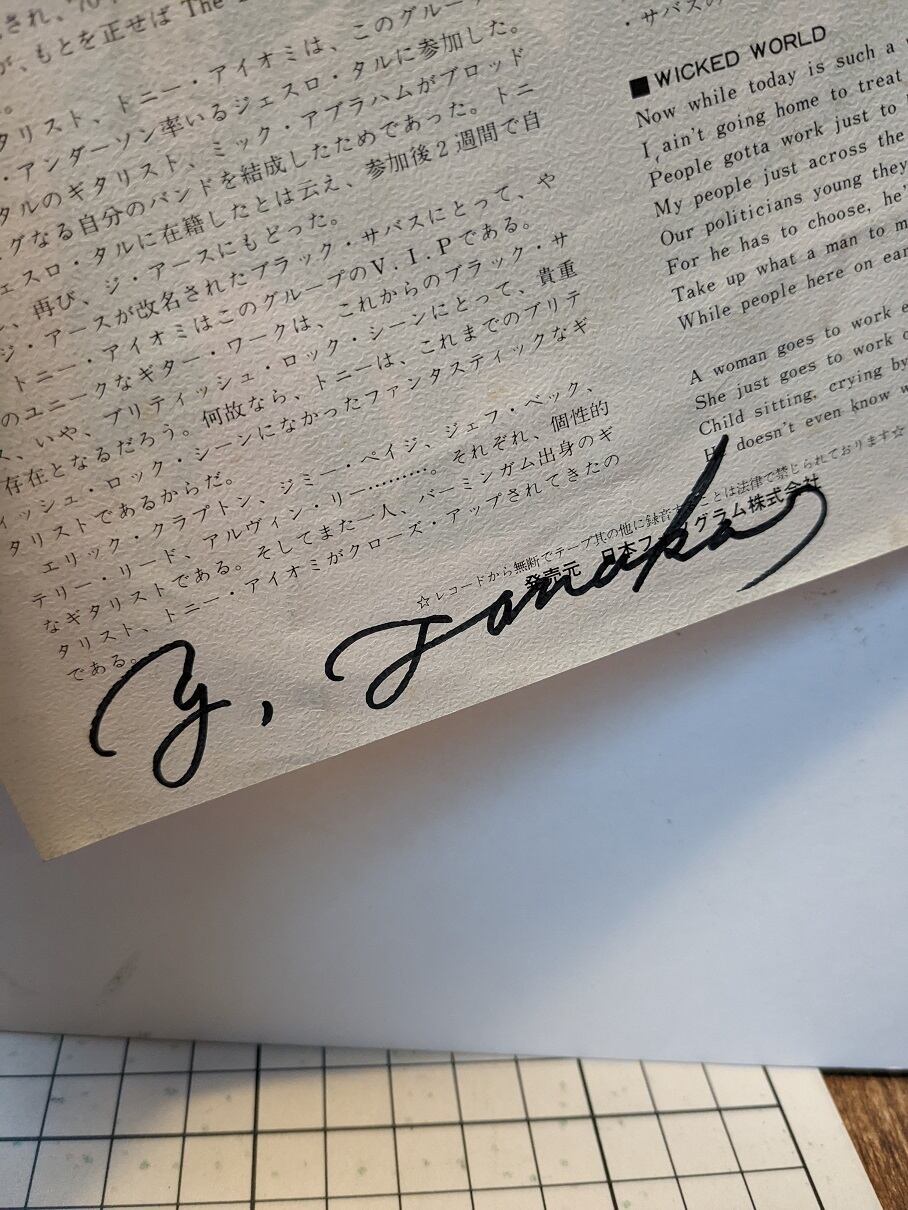 され、'70
が、もとを正せば The
タリスト、トニー・アイオミは、このグルー
・アンダーソン率いるジェスロ・タルに参加した。
タルのギタリスト、ミック・アブラハムがブロッド
グなる自分のバンドを結成したためであった。トニ
ェスロ・タルに在籍したとは云え、参加後2週間で自
、再び、ジ・アースにもどった。
ジ・アースが改名されたブラック・サバスにとって、や
トニー・アイオミはこのグループのV.I.Pである。
のユニークなギター・ワークは、これからのブラック・サ
ス、いや、ブリティッシュ・ロック・シーンにとって、貴重
存在となるだろう。何故なら、トニーは、これまでのブリテ
ィッシュ・ロック・シーンになかったファンタスティックなギ
タリストであるからだ。
エリック・クラプトン、ジミー・ペイジ、ジェフ・ベック、
テリー・リード、アルヴィン・リー………。それぞれ、個性的
なギタリストである。そしてまた一人、バーミンガム出身のギ
タリスト、トニー・アイオミがクローズ・アップされてきたの
である。
・サバスの
■WICKED WORLD
Now while today is such a
I ain't going home to treat
People gotta work just to
My people just across the
Our politicians young they
For he has to choose, he'
Take up what a man to m
While people here on ear
A woman goes to work e
She just goes to work o
Child sitting, crying by
He doesn't even know w
☆レコードから無断でテープ其の他に録音することは法律で禁じられております☆
発売元 日本フォノグラム株式会社
Y, Tanaka